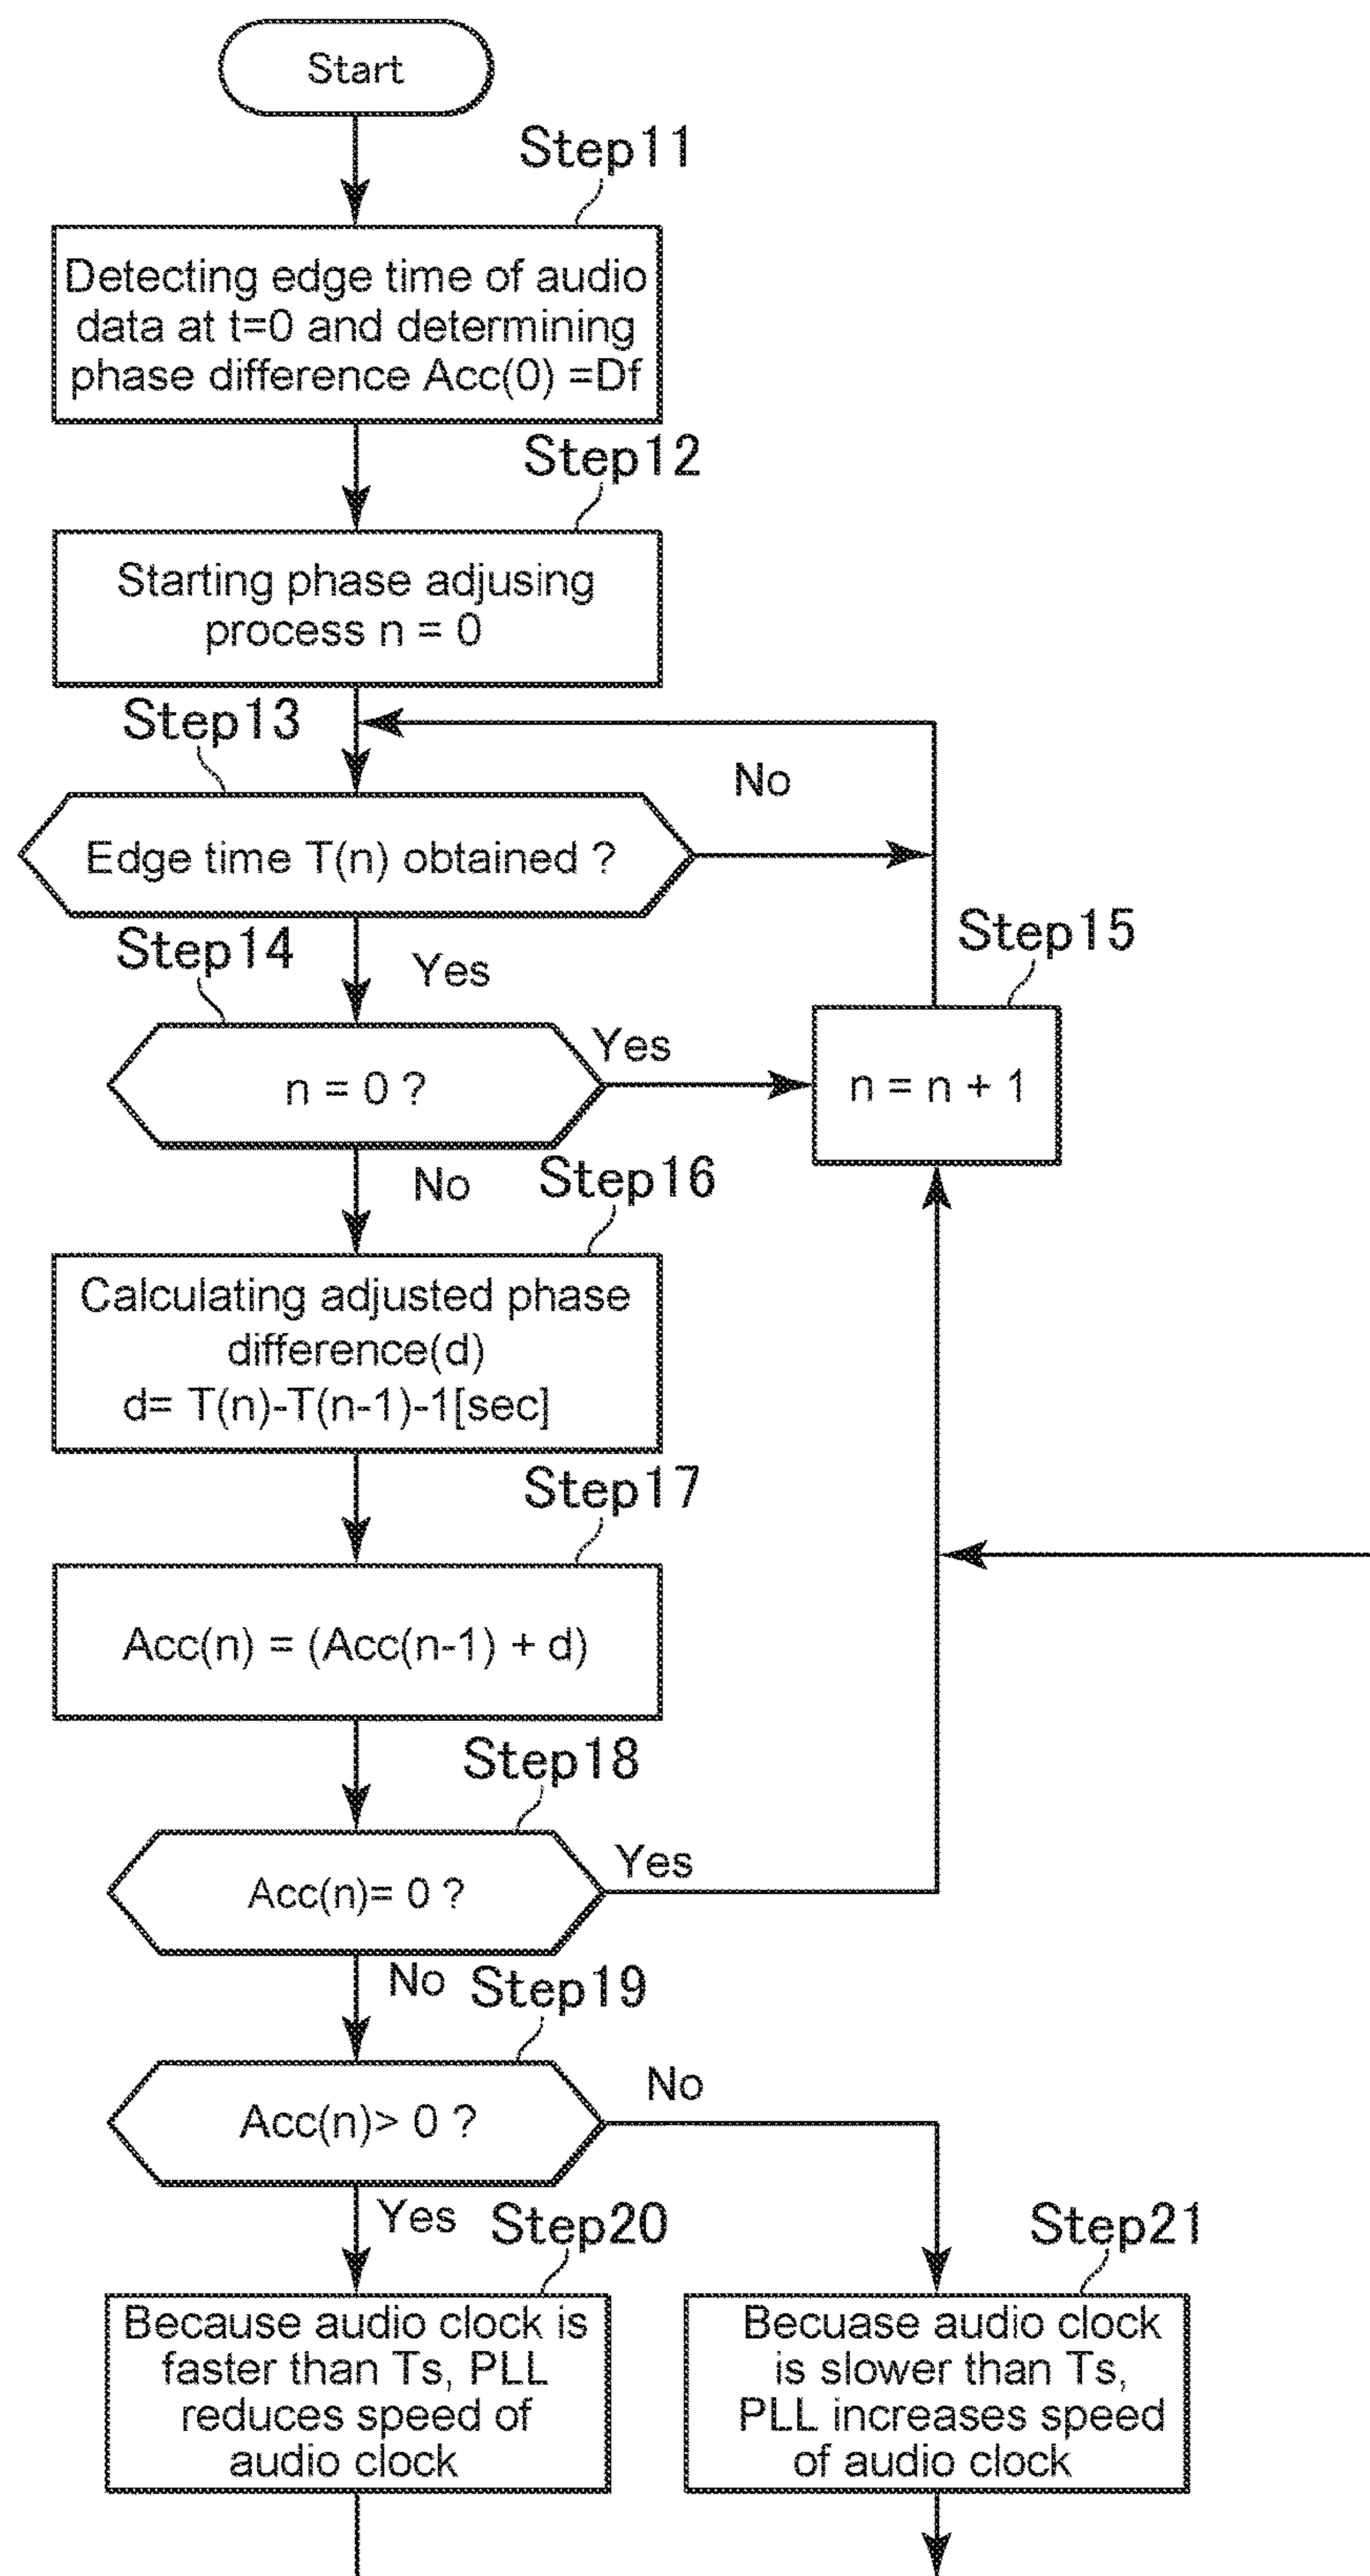 Start
Step11
Detecting edge time of audio
data at t=0 and determining
phase difference Acc(0) =Df
Step12
Starting phase adjusing
process n = 0
Step13
No
Edge time T(n) obtained ?
Step14
Yes
Step15
n = 0 ?
Yes
n = n + 1
No
Step16
Calculating adjusted phase
difference(d)
d= T(n)-T(n-1)-1[sec]
Step17
Acc(n) = (Acc(n-1) + d)
Step18
Acc(n)= 0 ?
Yes
No
Step19
Acc(n)> 0 ?
No
Yes
Step20
Step21
Because audio clock is
faster than Ts, PLL
reduces speed of
audio clock
Becuase audio clock
is slower than Ts,
PLL increases speed
of audio clock